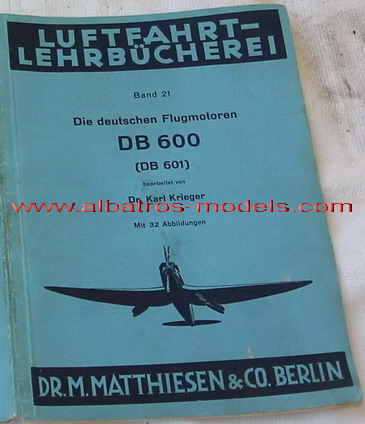 LUFTFAHRT-
LEHRBÜCHEREI
Band 21
Die deutschen Flugmotoren
DB 600
(DB 601)
bearbeitet von
Dr. Karl Krieger
www.albatros-models.com
Mit 32 Abbildungen
DR. M. MATTHIESEN & CO. BERLIN